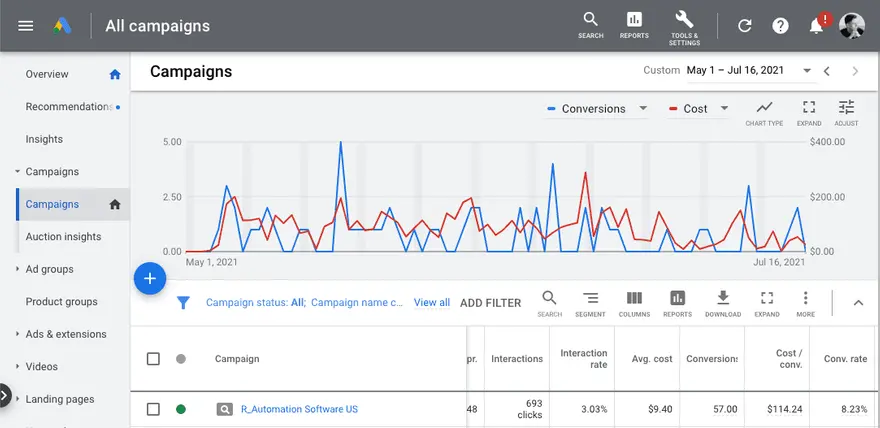 All campaigns
SEARCH
REPORTS
TOOLS &
SETTINGS
!
Overview
Recommendations
Insights
Campaigns
Campaigns
Auction insights
Ad groups
Product groups
Ads & extensions
Videos
Landing pages
Campaigns
Custom May 1 – Jul 16, 2021
Conversions
Cost
CHART TYPE
EXPAND
ADJUST
5.00
$400.00
2.50
$200.00
0.00
$0.00
May 1, 2021
Jul 16, 2021
Campaign status: All; Campaign name c... View all ADD FILTER
SEARCH
SEGMENT
COLUMNS
REPORTS
DOWNLOAD
EXPAND
MORE
Campaign
pr.
Interactions
Interaction
rate
Avg. cost
Conversions
Cost /
conv.
Conv. rate
R_Automation Software US
48
693
clicks
3.03%
$9.40
57.00
$114.24
8.23%